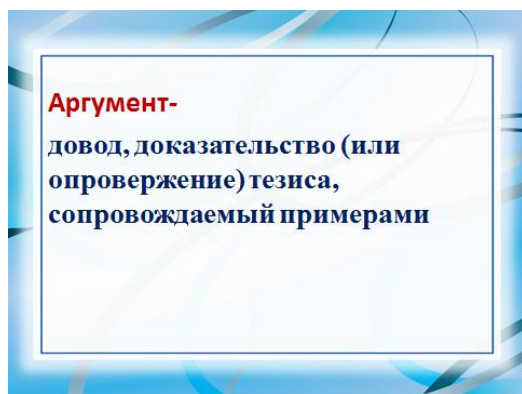 Аргумент-
довод, доказательство (или
опровержение) тезиса,
сопровождаемый примерами